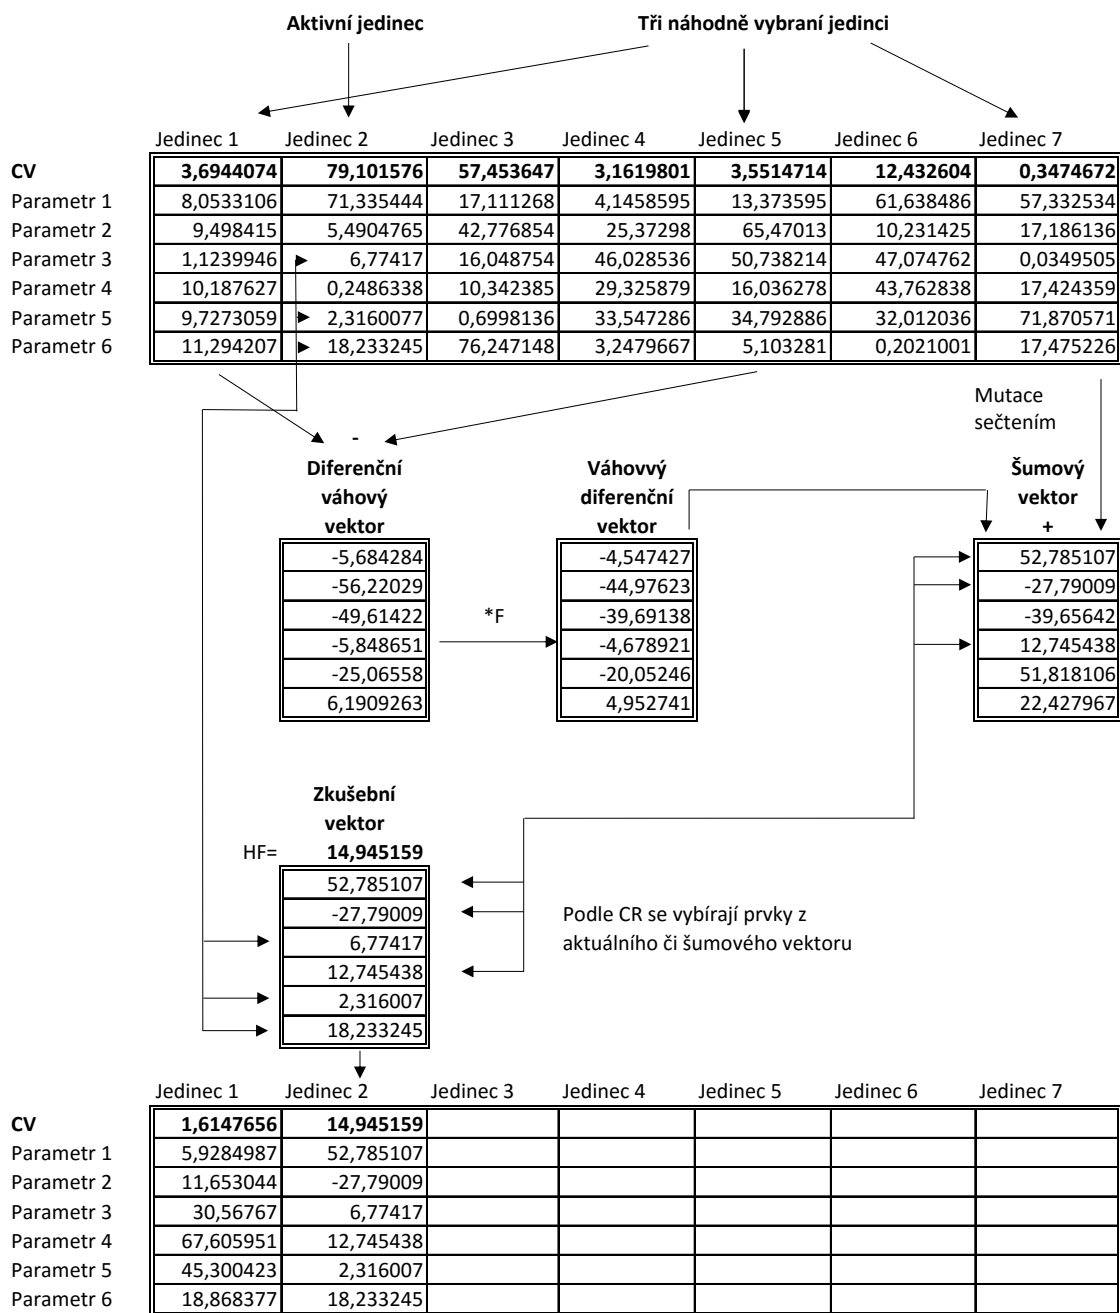 Aktivní jedinec Tři náhodně vybraní jedinci
Jedinec 1 Jedinec 2 Jedinec 3 Jedinec 4 Jedinec 5 Jedinec 6 Jedinec 7
CV 3,6944074 79,101576 57,453647 3,1619801 3,5514714 12,432604 0,3474672
Parametr 1 8,0533106 71,335444 17,111268 4,1458595 13,373595 61,638486 57,332534
Parametr 2 9,498415 5,4904765 42,776854 25,37298 65,47013 10,231425 17,186136
Parametr 3 1,1239946 6,77417 16,048754 46,028536 50,738214 47,074762 0,0349505
Parametr 4 10,187627 0,2486338 10,342385 29,325879 16,036278 43,762838 17,424359
Parametr 5 9,7273059 2,3160077 0,6998136 33,547286 34,792886 32,012036 71,870571
Parametr 6 11,294207 18,233245 76,247148 3,2479667 5,103281 0,2021001 17,475226
Mutace
sečtením
-
Diferenční Váhovvý Šumový
váhový diferenční vektor
vektor vektor +
-5,684284 -4,547427 52,785107
-56,22029 -44,97623 -27,79009
-49,61422 *F -39,69138 -39,65642
-5,848651 -4,678921 12,745438
-25,06558 -20,05246 51,818106
6,1909263 4,952741 22,427967
Zkušební
vektor
HF= 14,945159
52,785107
-27,79009 Podle CR se vybírají prvky z
6,77417 aktuálního či šumového vektoru
12,745438
2,316007
18,233245
Jedinec 1 Jedinec 2 Jedinec 3 Jedinec 4 Jedinec 5 Jedinec 6 Jedinec 7
CV 1,6147656 14,945159
Parametr 1 5,9284987 52,785107
Parametr 2 11,653044 -27,79009
Parametr 3 30,56767 6,77417
Parametr 4 67,605951 12,745438
Parametr 5 45,300423 2,316007
Parametr 6 18,868377 18,233245